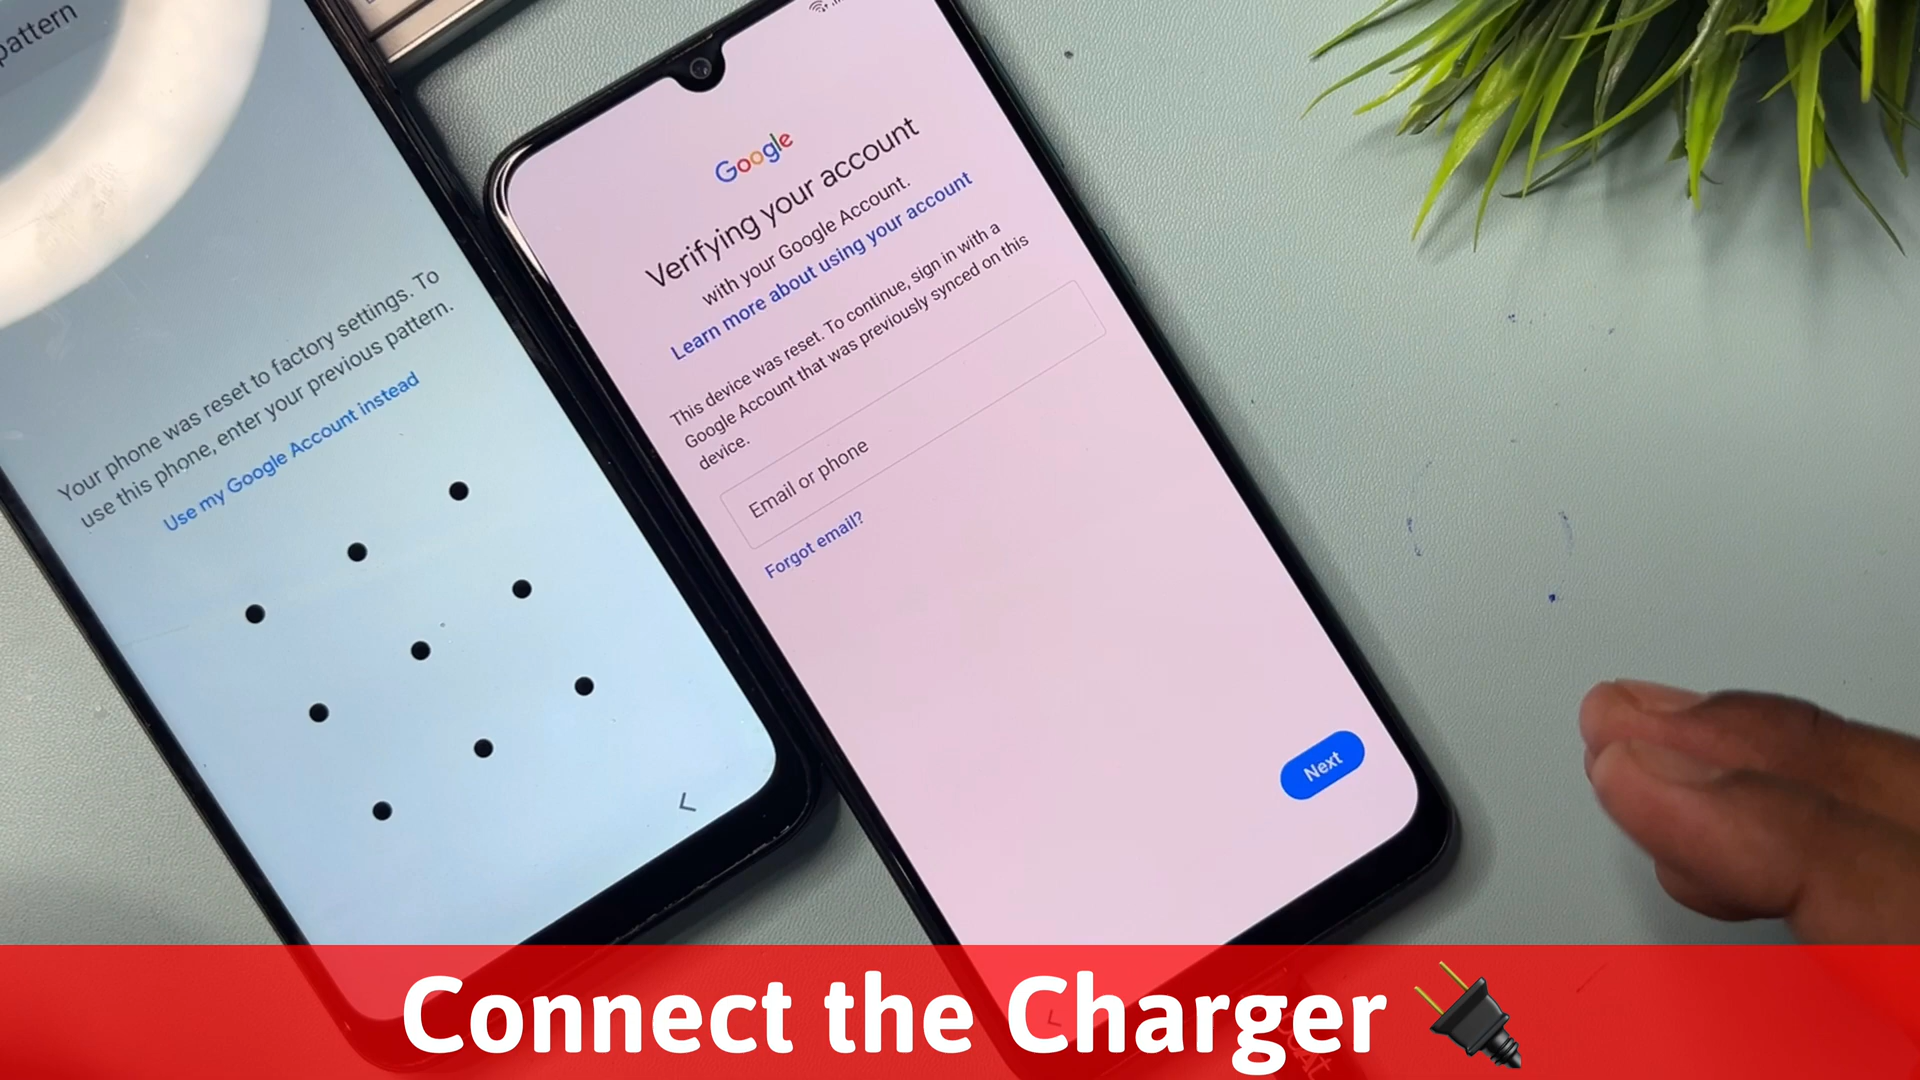 pattern
Your phone was reset to factory settings. To
use this phone, enter your previous pattern.
Use my Google Account instead
Google
Verifying your account
with your Google Account.
Learn more about using your account
This device was reset. To continue, sign in with a
Google Account that was previously synced on this
device.
Email or phone
Forgot email?
Next
Connect the Charger